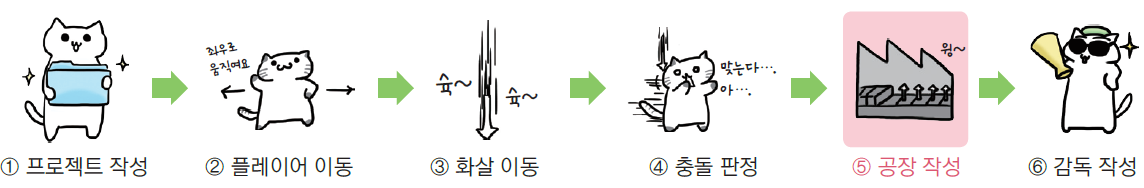 좌우로
움직여요
슉~
슉~
맞는다….
아….
윙~
① 프로젝트 작성
② 플레이어 이동
③ 화살 이동
④ 충돌 판정
⑤ 공장 작성
⑥ 감독 작성